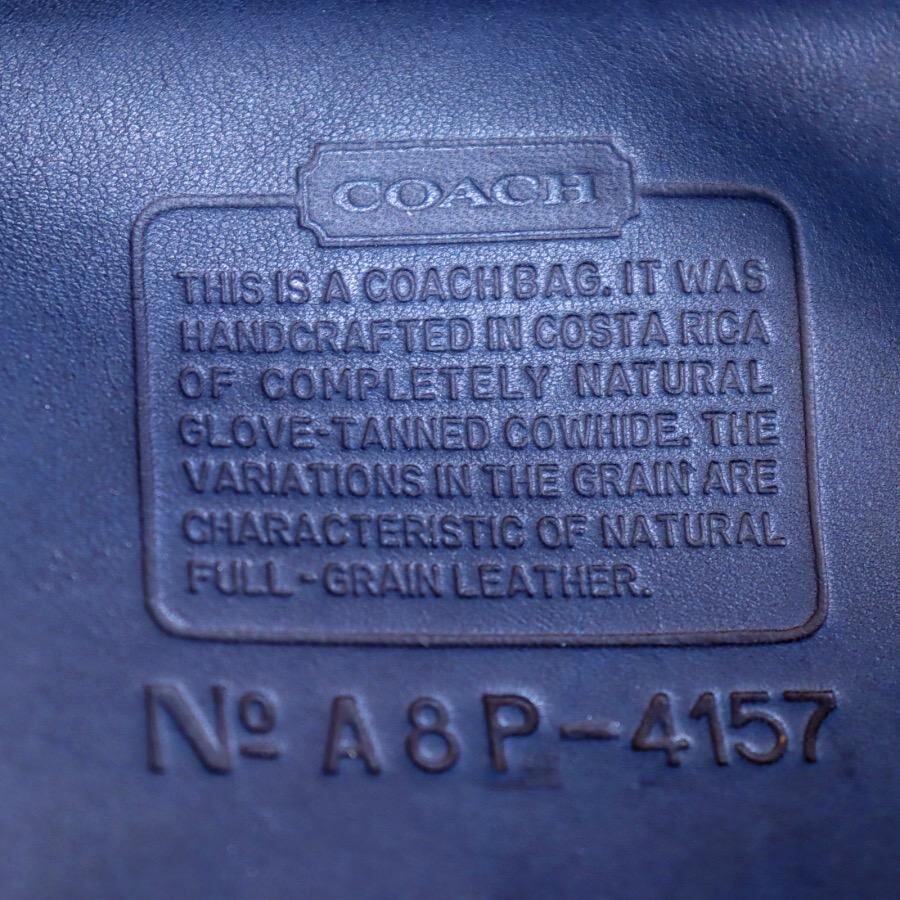 COACH
THIS IS A COACH BAG. IT WAS
HANDCRAFTED IN COSTA RICA
OF COMPLETELY NATURAL
GLOVE-TANNED COWHIDE. THE
VARIATIONS IN THE GRAIN ARE
CHARACTERISTIC OF NATURAL
FULL-GRAIN LEATHER.
Nº A8P-4157